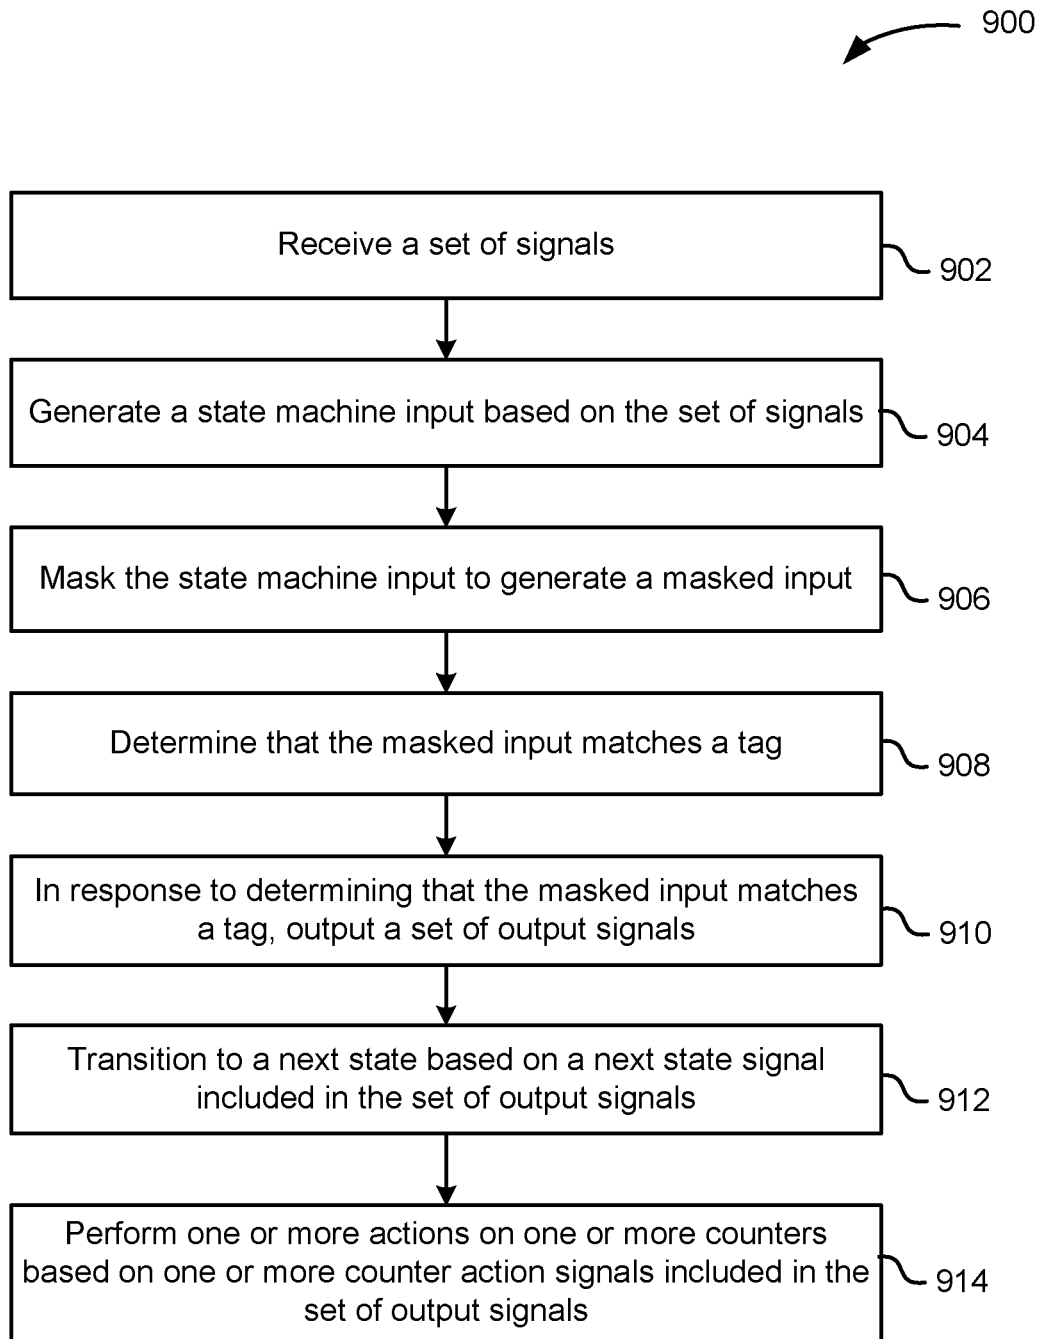 900
Receive a set of signals
902
Generate a state machine input based on the set of signals
904
Mask the state machine input to generate a masked input
906
Determine that the masked input matches a tag
908
In response to determining that the masked input matches
a tag, output a set of output signals
910
Transition to a next state based on a next state signal
included in the set of output signals
912
Perform one or more actions on one or more counters
based on one or more counter action signals included in the
set of output signals
914